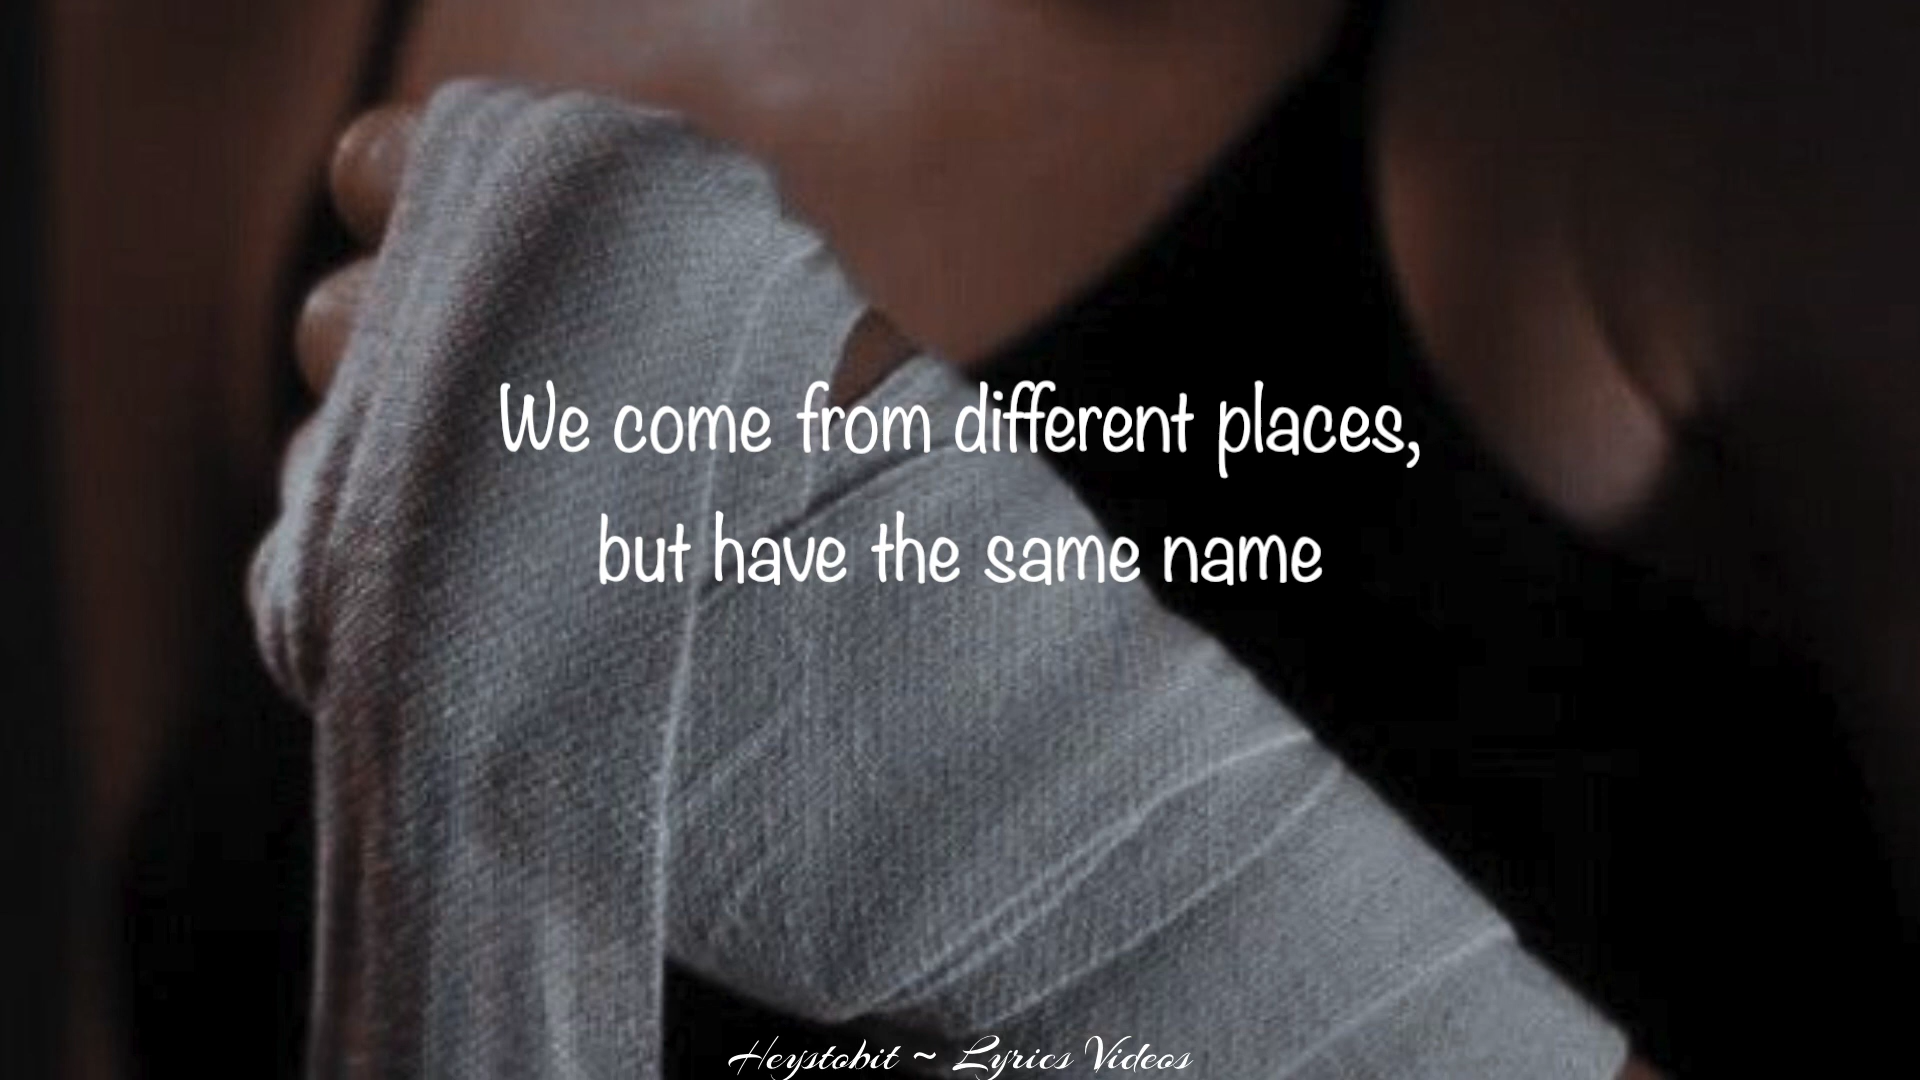 We come from different places,
but have the same name
Heystobit ~ Lyrics Videos